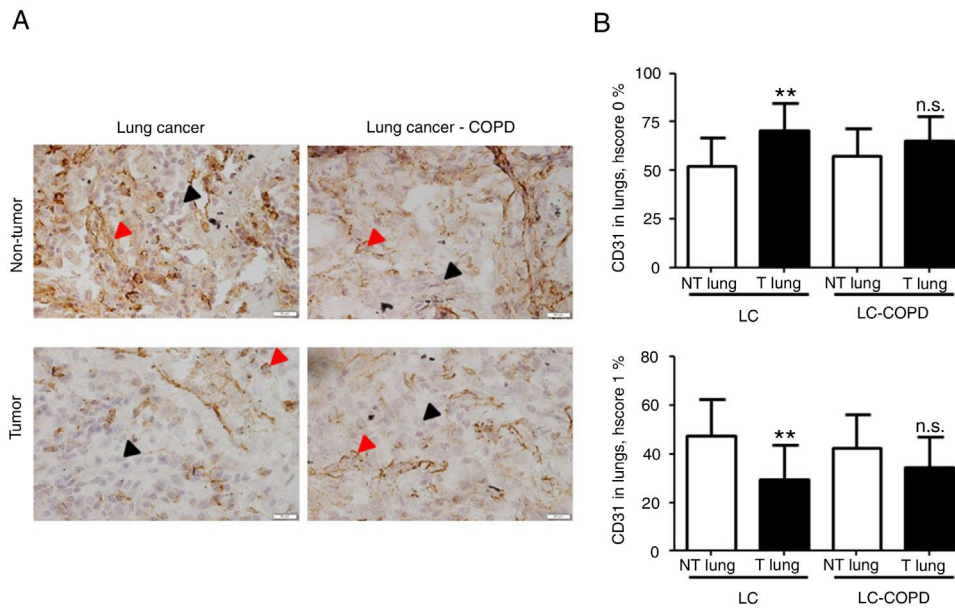 A
Lung cancer
Lung cancer - COPD
Non-tumor
Tumor
B
CD31 in lungs, hscore 0 %
100
75
50
25
0
**
n.s.
NT lung T lung NT lung T lung
LC LC-COPD
CD31 in lungs, hscore 1 %
80
60
40
20
0
**
n.s.
NT lung T lung NT lung T lung
LC LC-COPD